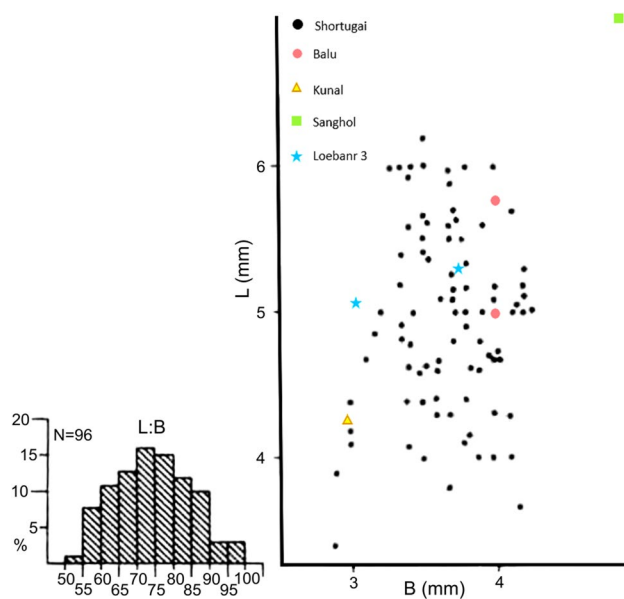 Shortugai
Balu
Kunal
Sanghol
Loebanr 3
6
5
4
L (mm)
3 4
B (mm)
20
15
10
5
%
N=96
L:B
50 60 70 80 90 100
55 65 75 85 95